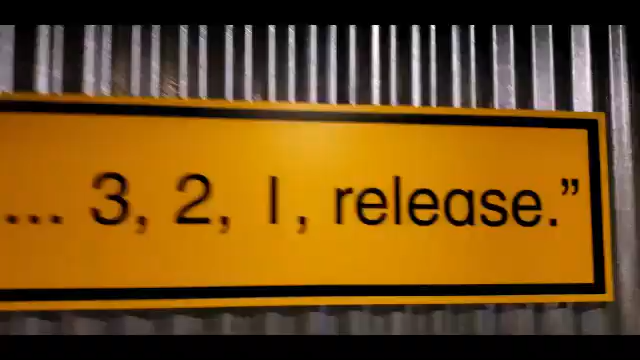 ... 3, 2, 1, release.”